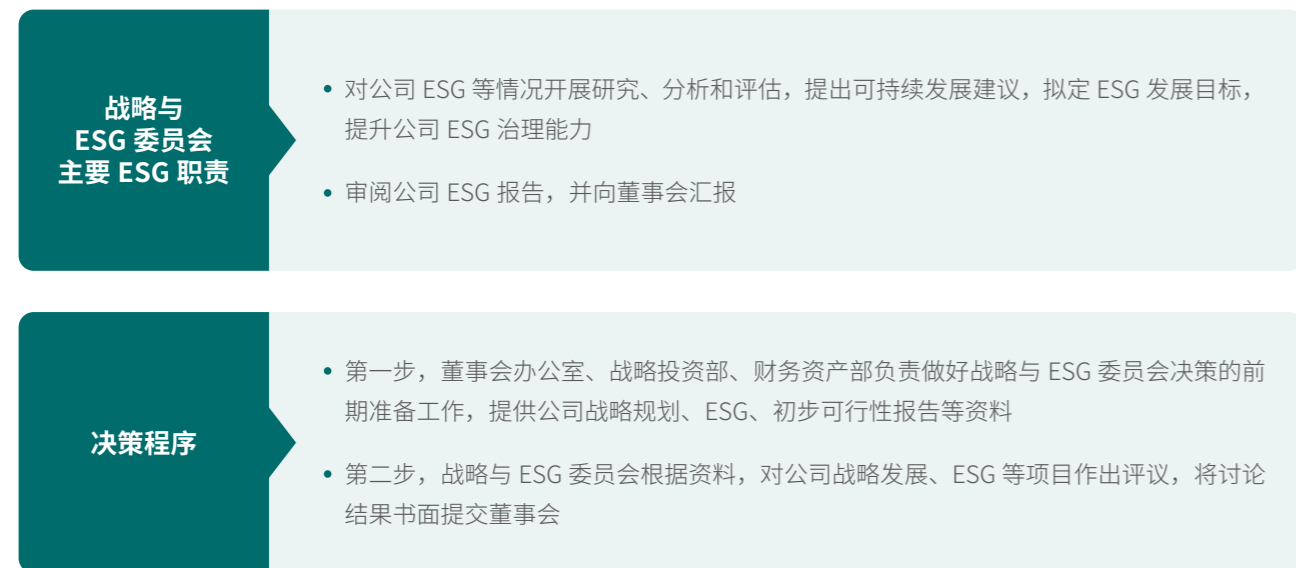 战略与
ESG 委员会
主要 ESG 职责
• 对公司 ESG 等情况开展研究、分析和评估，提出可持续发展建议，拟定 ESG 发展目标，
提升公司 ESG 治理能力
• 审阅公司 ESG 报告，并向董事会汇报
决策程序
• 第一步，董事会办公室、战略投资部、财务资产部负责做好战略与 ESG 委员会决策的前
期准备工作，提供公司战略规划、ESG、初步可行性报告等资料
• 第二步，战略与 ESG 委员会根据资料，对公司战略发展、ESG 等项目作出评议，将讨论
结果书面提交董事会